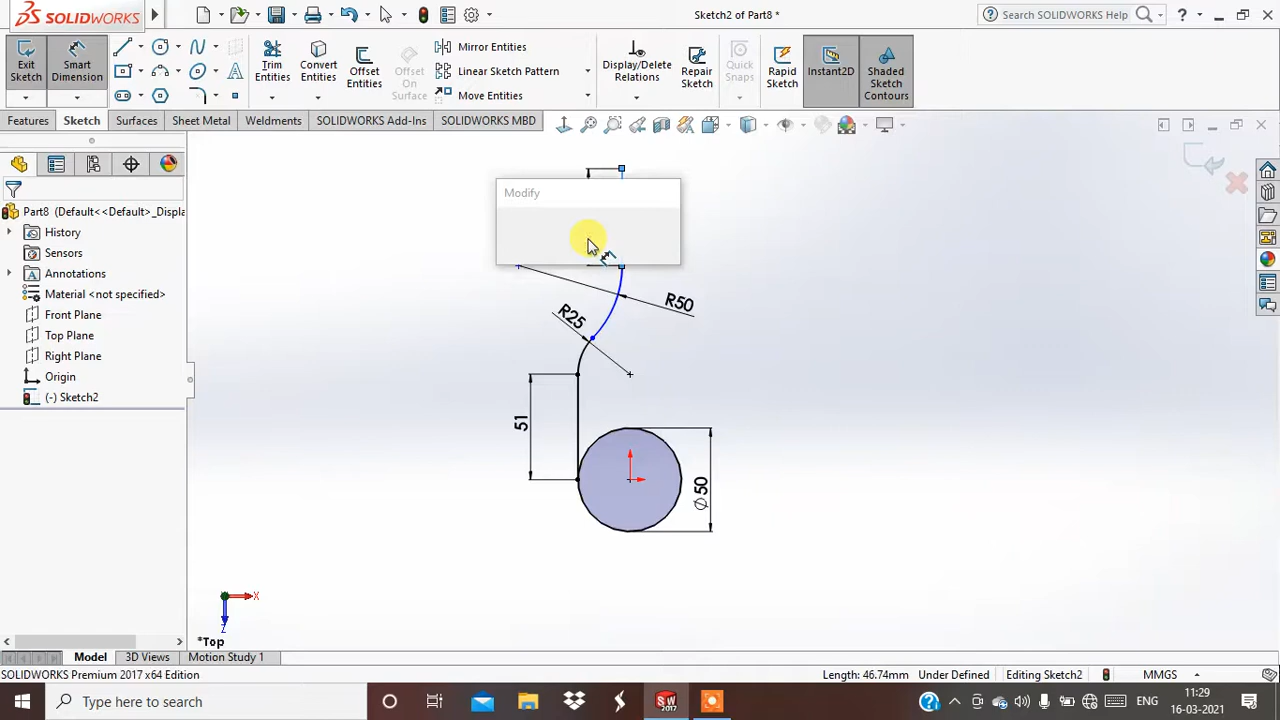 SOLIDWORKS
Sketch2 of Part8 *
Search SOLIDWORKS Help
?
Exit Sketch
Smart Dimension
Trim Entities
Convert Entities
Offset Entities
Offset On Surface
Mirror Entities
Linear Sketch Pattern
Move Entities
Display/Delete Relations
Repair Sketch
Quick Snaps
Rapid Sketch
Instant2D
Shaded Sketch Contours
Features
Sketch
Surfaces
Sheet Metal
Weldments
SOLIDWORKS Add-Ins
SOLIDWORKS MBD
Part8 (Default<<Default>_Displa
History
Sensors
Annotations
Material <not specified>
Front Plane
Top Plane
Right Plane
Origin
(-) Sketch2
Modify
R50
R25
51
∅50
X
Z
*Top
Model
3D Views
Motion Study 1
SOLIDWORKS Premium 2017 x64 Edition
Length: 46.74mm
Under Defined
Editing Sketch2
MMGS
Type here to search
SW
2017
ENG
11:29
16-03-2021